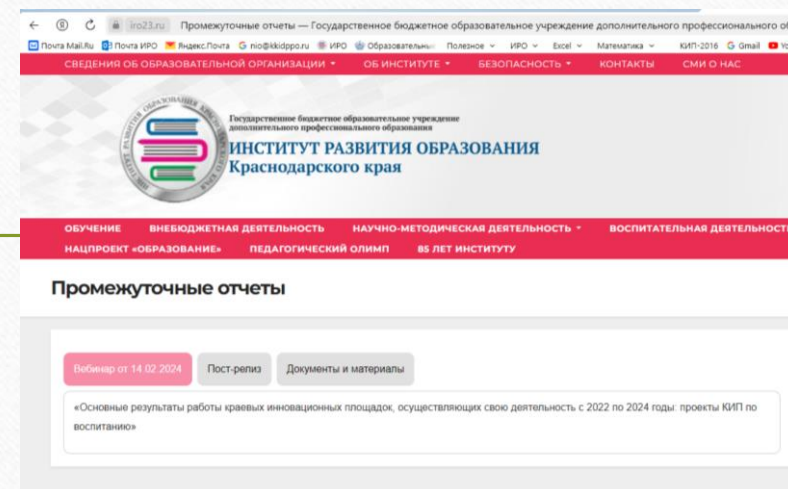 iro23.ru Промежуточные отчеты — Государственное бюджетное образовательное учреждение дополнительного профессионального об
Почта Mail.Ru Почта ИРО Яндекс.Почта nio@kkidppo.ru ИРО Образовательны Полезное ИРО Excel Математика КИП-2016 Gmail Yo
СВЕДЕНИЯ ОБ ОБРАЗОВАТЕЛЬНОЙ ОРГАНИЗАЦИИ ОБ ИНСТИТУТЕ БЕЗОПАСНОСТЬ КОНТАКТЫ СМИ О НАС
Государственное бюджетное образовательное учреждение
дополнительного профессионального образования
ИНСТИТУТ РАЗВИТИЯ ОБРАЗОВАНИЯ
Краснодарского края
ОБУЧЕНИЕ ВНЕБЮДЖЕТНАЯ ДЕЯТЕЛЬНОСТЬ НАУЧНО-МЕТОДИЧЕСКАЯ ДЕЯТЕЛЬНОСТЬ ВОСПИТАТЕЛЬНАЯ ДЕЯТЕЛЬНОСТЬ
НАЦПРОЕКТ «ОБРАЗОВАНИЕ» ПЕДАГОГИЧЕСКИЙ ОЛИМП 85 ЛЕТ ИНСТИТУТУ
Промежуточные отчеты
Вебинар от 14.02.2024 Пост-релиз Документы и материалы
«Основные результаты работы краевых инновационных площадок, осуществляющих свою деятельность с 2022 по 2024 годы: проекты КИП по
воспитанию»